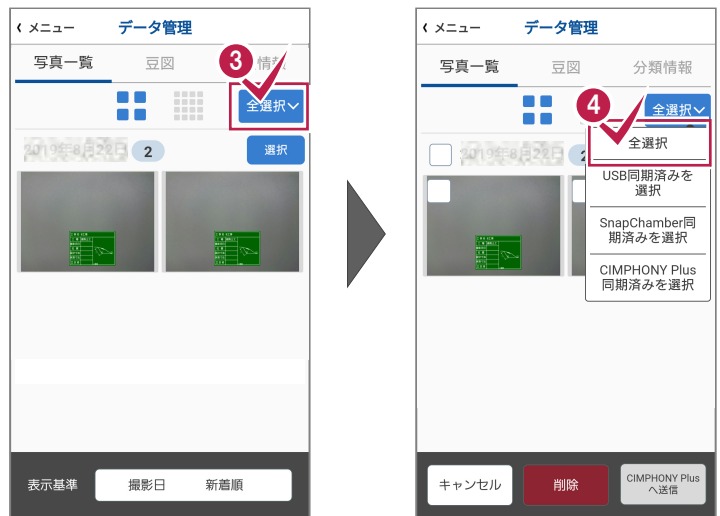 メニュー
データ管理
写真一覧
豆図
3
全選択
2
選択
表示基準
撮影日
新着順
メニュー
データ管理
写真一覧
豆図
分類情報
4
全選択
全選択
USB同期済みを
選択
SnapChamber同
期済みを選択
CIMPHONY Plus
同期済みを選択
キャンセル
削除
CIMPHONY Plus
へ送信